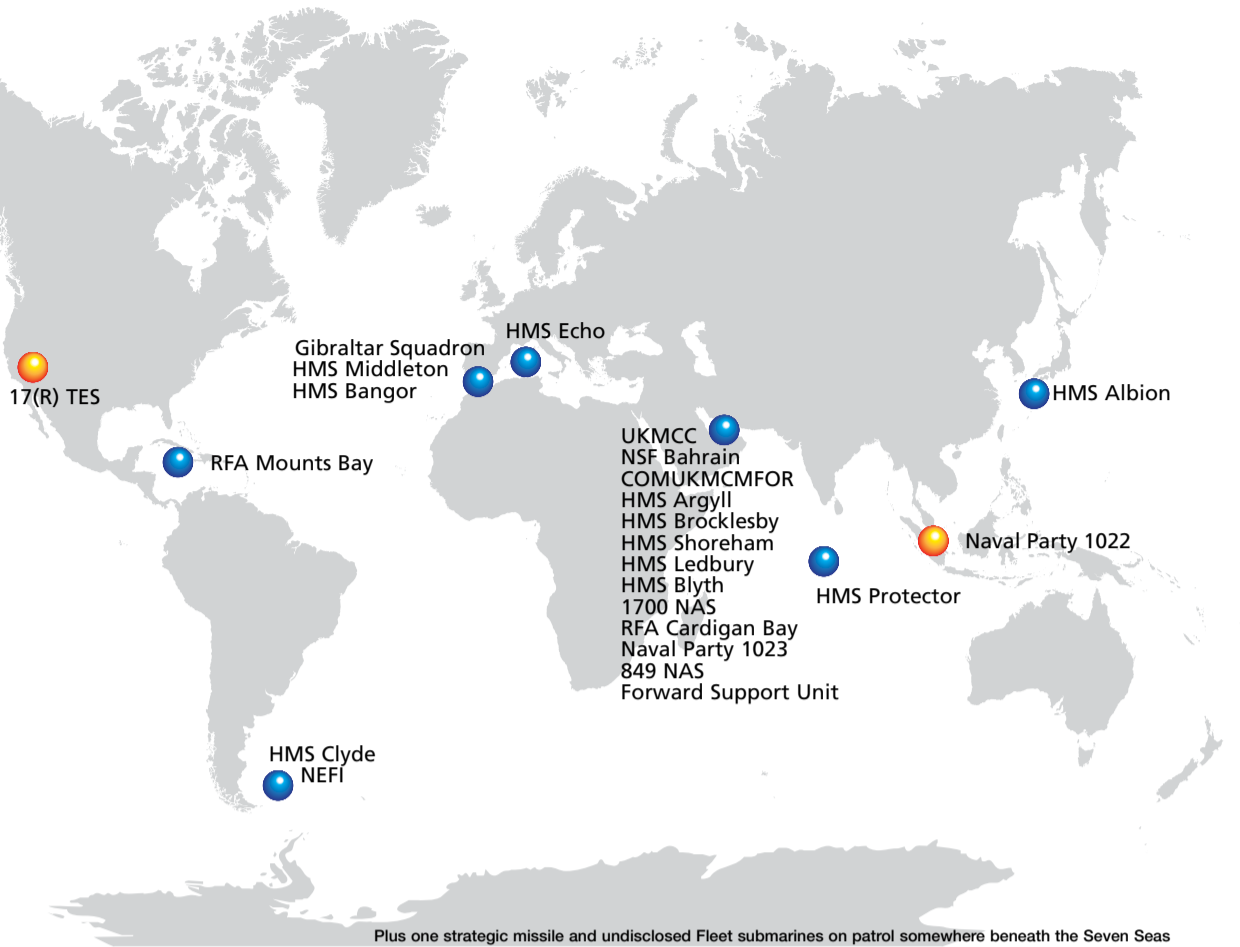 HMS Echo
Gibraltar Squadron
HMS Middleton
HMS Bangor
17(R) TES
HMS Albion
RFA Mounts Bay
UKMCC
NSF Bahrain
COMUKMCMFOR
HMS Argyll
HMS Brocklesby
HMS Shoreham
HMS Ledbury
HMS Blyth
1700 NAS
RFA Cardigan Bay
Naval Party 1023
849 NAS
Forward Support Unit
Naval Party 1022
HMS Protector
HMS Clyde
NEFI
Plus one strategic missile and undisclosed Fleet submarines on patrol somewhere beneath the Seven Seas